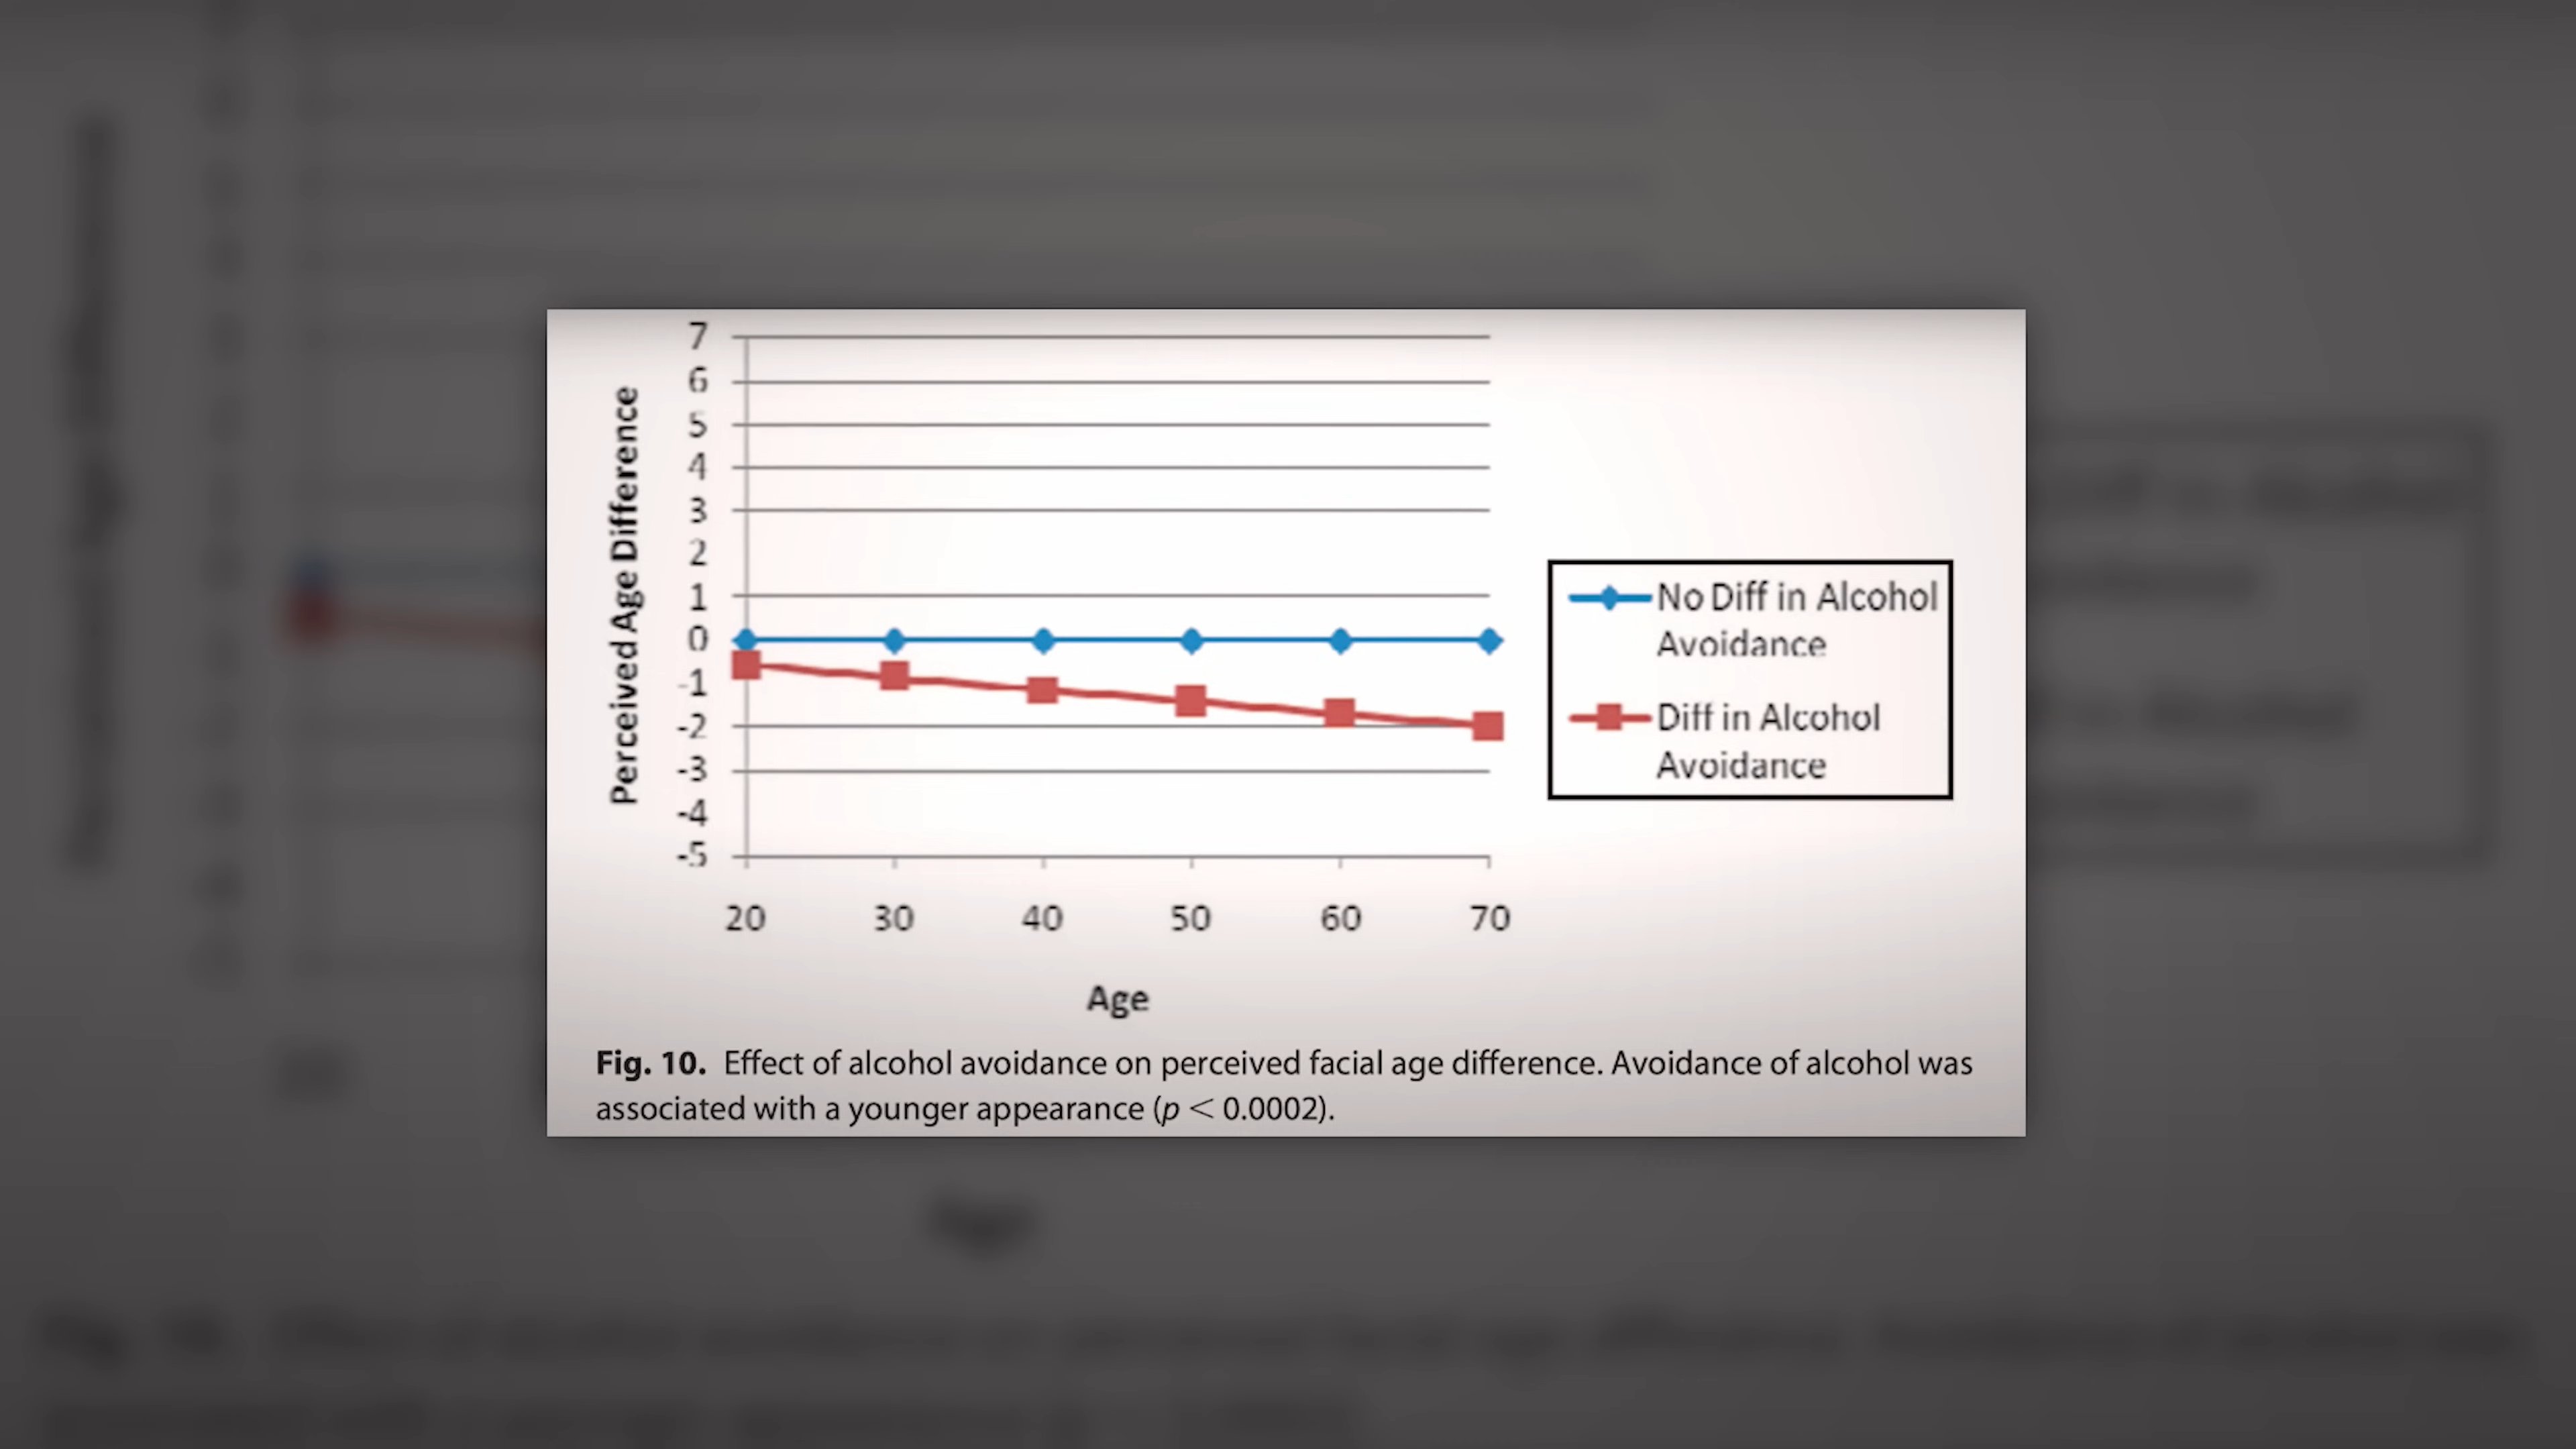 7
6
5
4
3
2
1
0
-1
-2
-3
-4
-5
Perceived Age Difference
20 30 40 50 60 70
Age
No Diff in Alcohol
Avoidance
Diff in Alcohol
Avoidance
Fig. 10. Effect of alcohol avoidance on perceived facial age difference. Avoidance of alcohol was
associated with a younger appearance (p < 0.0002).